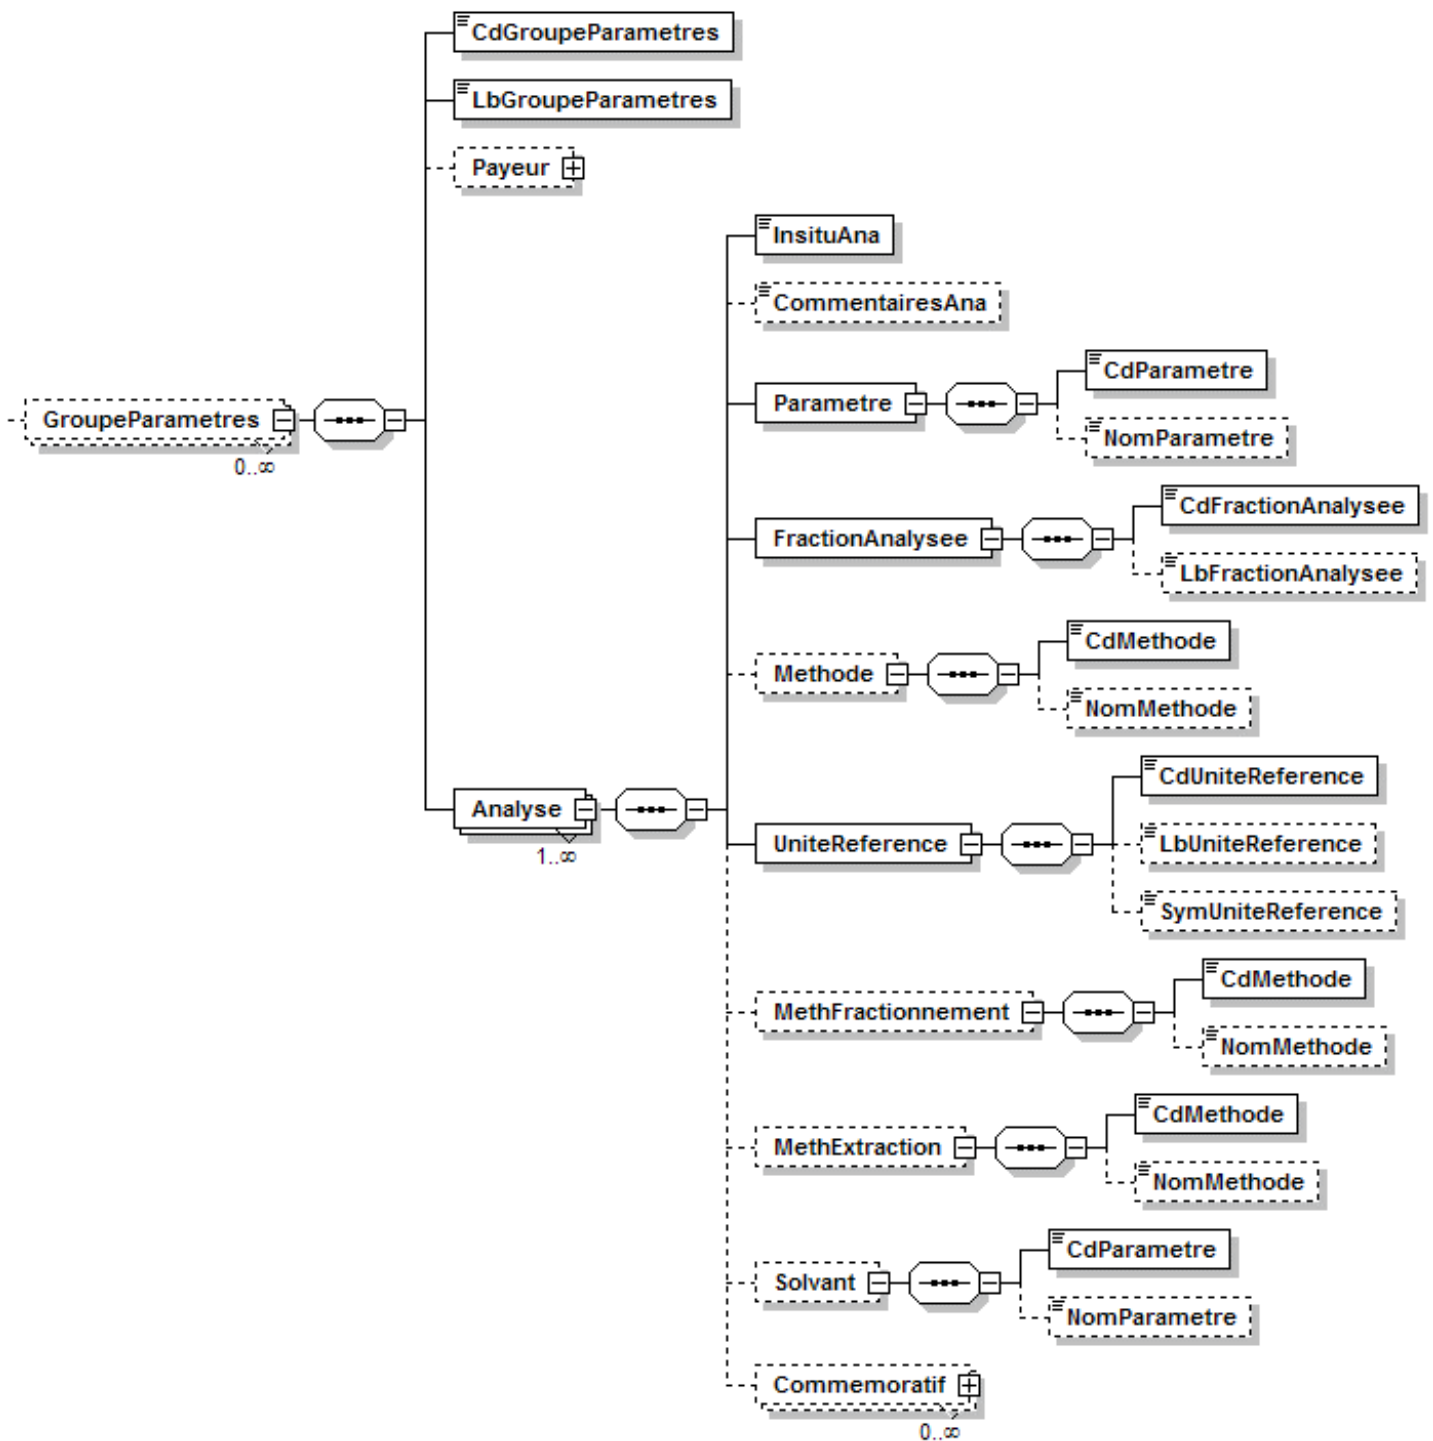 CdGroupeParametres
LbGroupeParametres
Payeur
InsituAna
CommentairesAna
CdParametre
Parametre
GroupeParametres
NomParametre
0..∞
CdFractionAnalysee
FractionAnalysee
LbFractionAnalysee
CdMethode
Methode
NomMethode
CdUniteReference
Analyse
UniteReference
LbUniteReference
1..∞
SymUniteReference
CdMethode
MethFractionnement
NomMethode
CdMethode
MethExtraction
NomMethode
CdParametre
Solvant
NomParametre
Commemoratif
0..∞